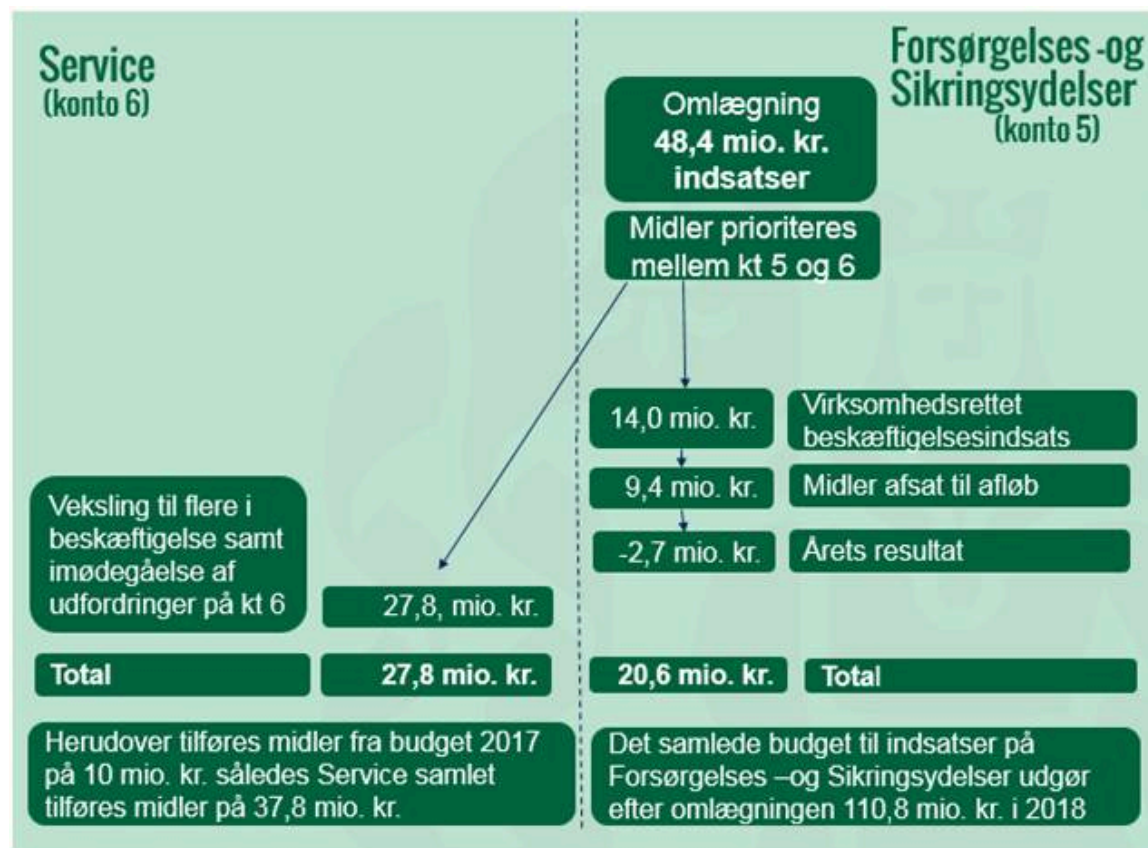 Service
(konto 6)
Forsørgelses -og
Sikringsydelser
(konto 5)
Omlægning
48,4 mio. kr.
indsatser
Midler prioriteres
mellem kt 5 og 6
14,0 mio. kr.
Virksomhedsrettet
beskæftigelsesindsats
9,4 mio. kr.
Midler afsat til afløb
-2,7 mio. kr.
Årets resultat
Veksling til flere i
beskæftigelse samt
imødegåelse af
udfordringer på kt 6
27,8, mio. kr.
Total
27,8 mio. kr.
20,6 mio. kr.
Total
Herudover tilføres midler fra budget 2017
på 10 mio. kr. således Service samlet
tilføres midler på 37,8 mio. kr.
Det samlede budget til indsatser på
Forsørgelses –og Sikringsydelser udgør
efter omlægningen 110,8 mio. kr. i 2018